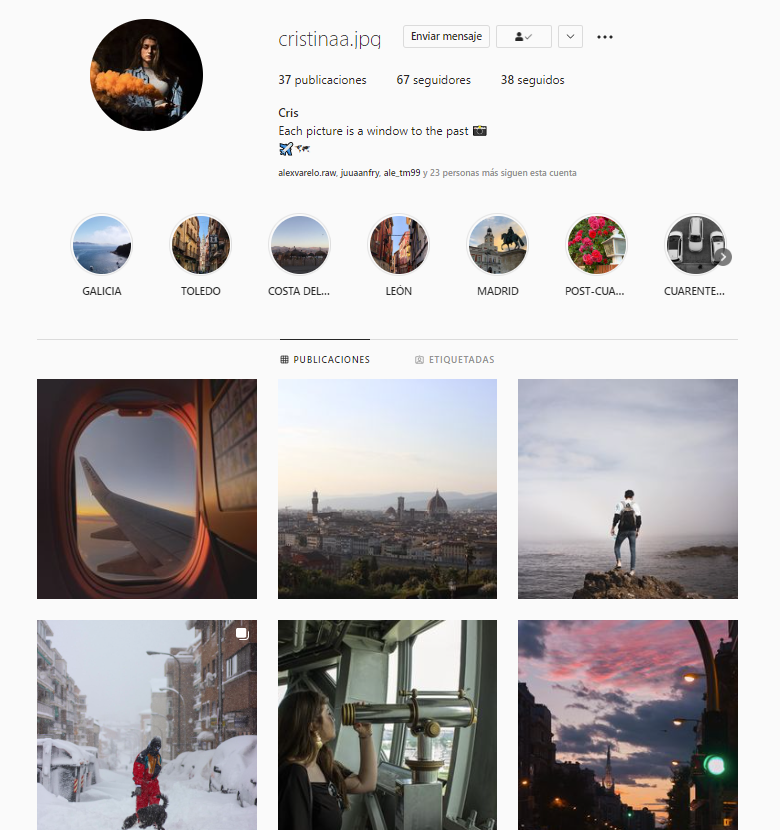 cristinaa.jpq
Enviar mensaje
37 publicaciones 67 seguidores 38 seguidos
Cris
Each picture is a window to the past 📷
✈️🗺
alexvarelo.raw, juuaanfry, ale_tm99 y 23 personas más siguen esta cuenta
GALICIA TOLEDO COSTA DEL... LEÓN MADRID POST-CUA... CUARENTE...
PUBLICACIONES ETIQUETADAS